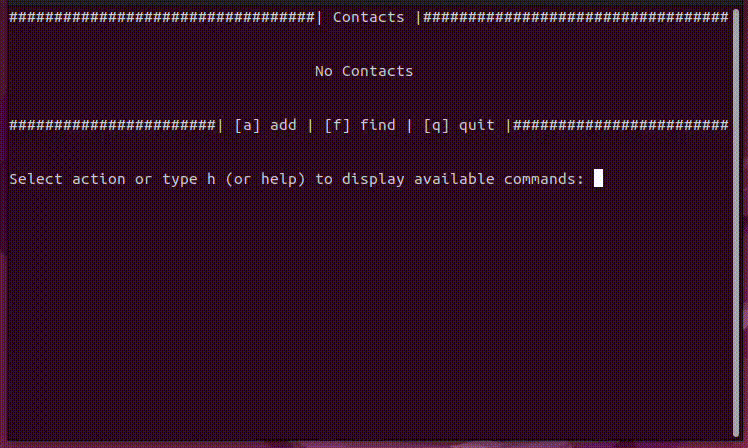 ##################################| Contacts |##################################
No Contacts
#######################| [a] add | [f] find | [q] quit |########################
Select action or type h (or help) to display available commands: